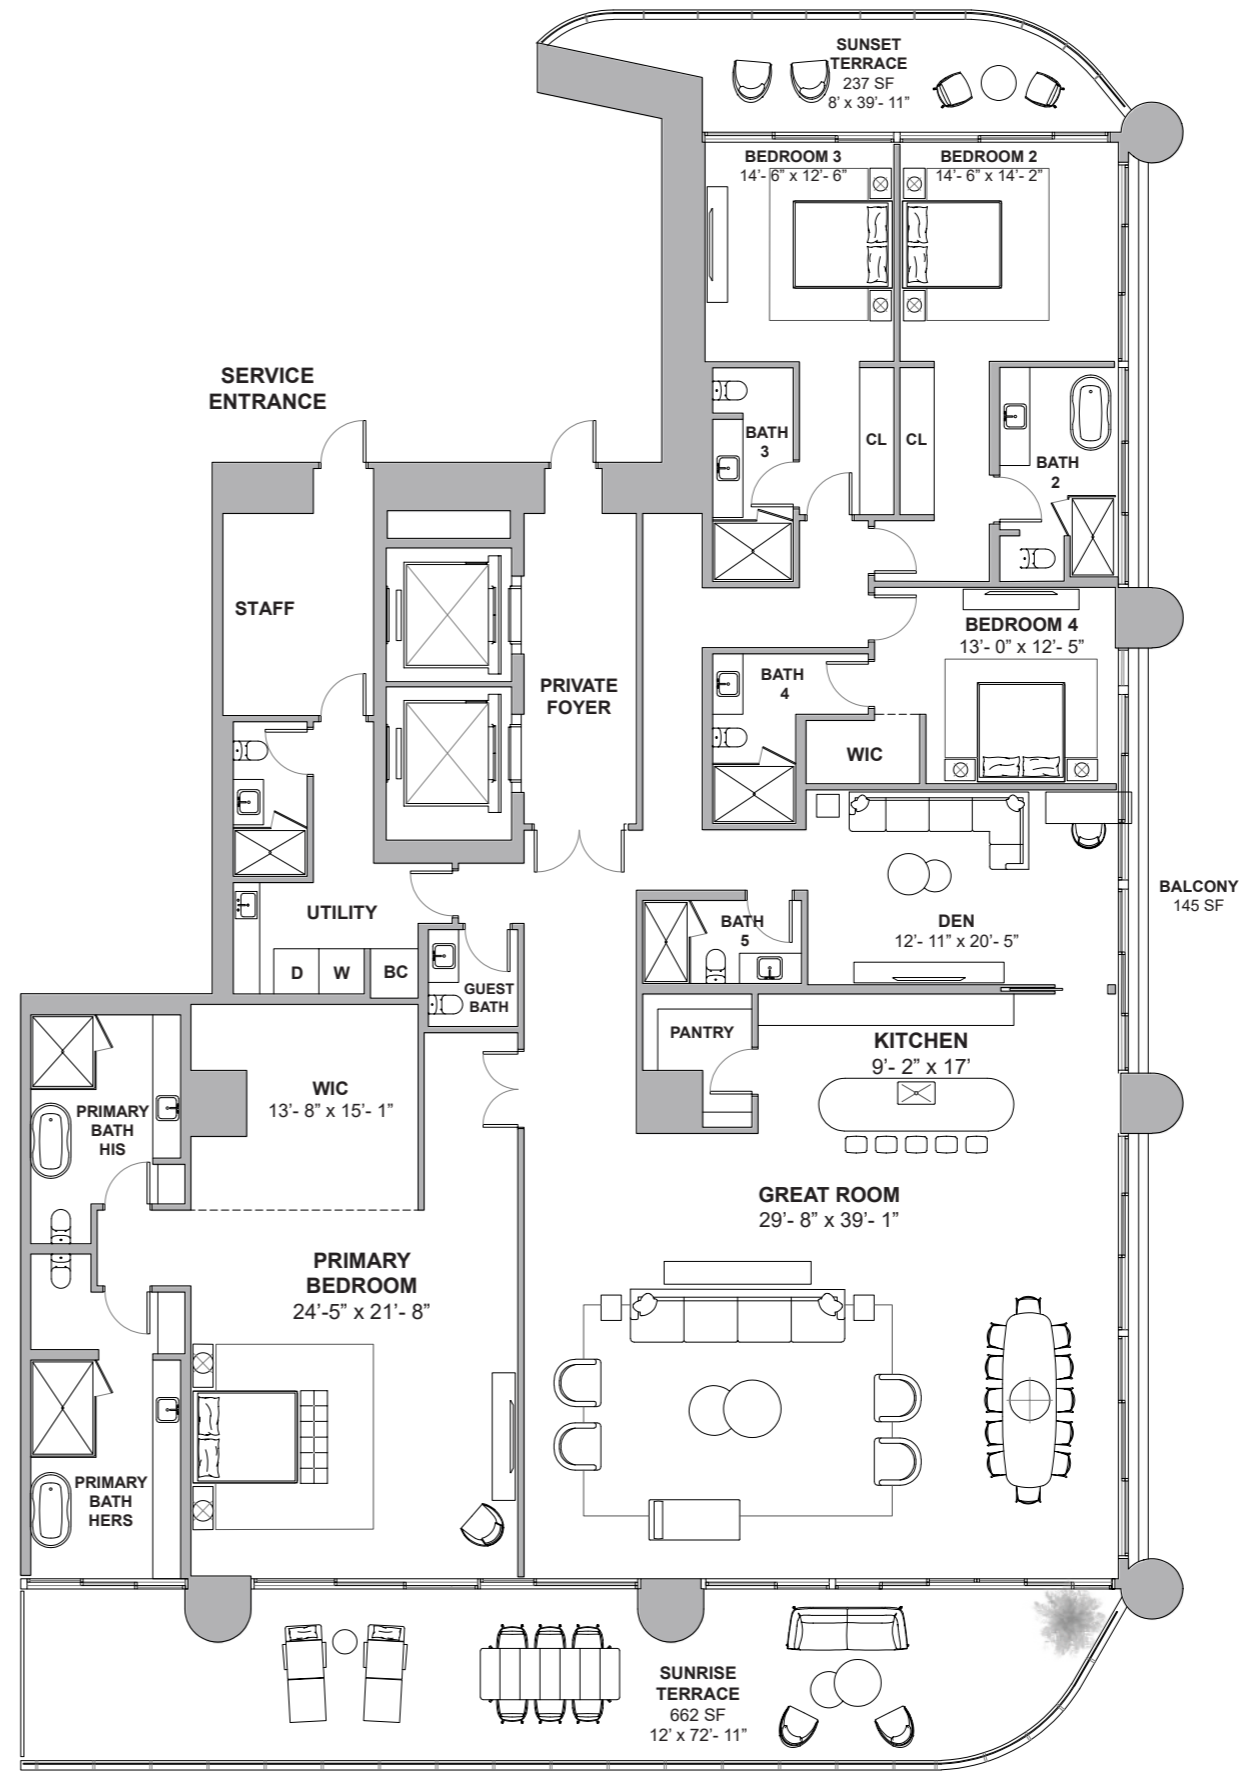 SUNSET
TERRACE
237 SF
8' x 39'- 11"
BEDROOM 3
14'- 6" x 12'- 6"
BEDROOM 2
14'- 6" x 14'- 2"
SERVICE
ENTRANCE
BATH
3
CL
CL
BATH
2
STAFF
PRIVATE
FOYER
BEDROOM 4
13'- 0" x 12'- 5"
BATH
4
WIC
BALCONY
145 SF
UTILITY
D
W
BC
GUEST
BATH
BATH
5
DEN
12'- 11" x 20'- 5"
PANTRY
KITCHEN
9'- 2" x 17'
WIC
13'- 8" x 15'- 1"
PRIMARY
BATH
HIS
GREAT ROOM
29'- 8" x 39'- 1"
PRIMARY
BEDROOM
24'-5" x 21'- 8"
PRIMARY
BATH
HERS
SUNRISE
TERRACE
662 SF
12' x 72'- 11"